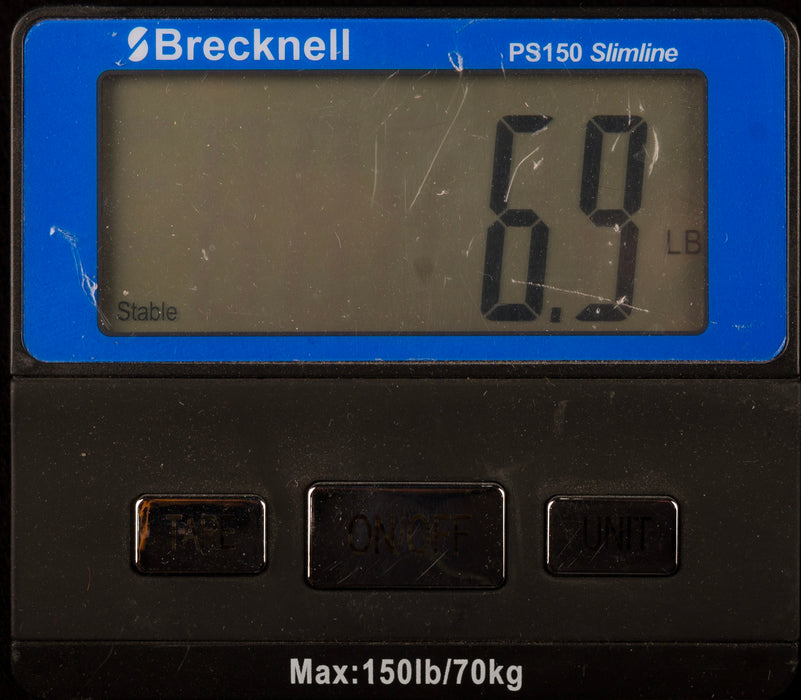 Brecknell PS150 Slimline
6.9 LB
Stable
TARE ON/OFF UNIT
Max:150lb/70kg